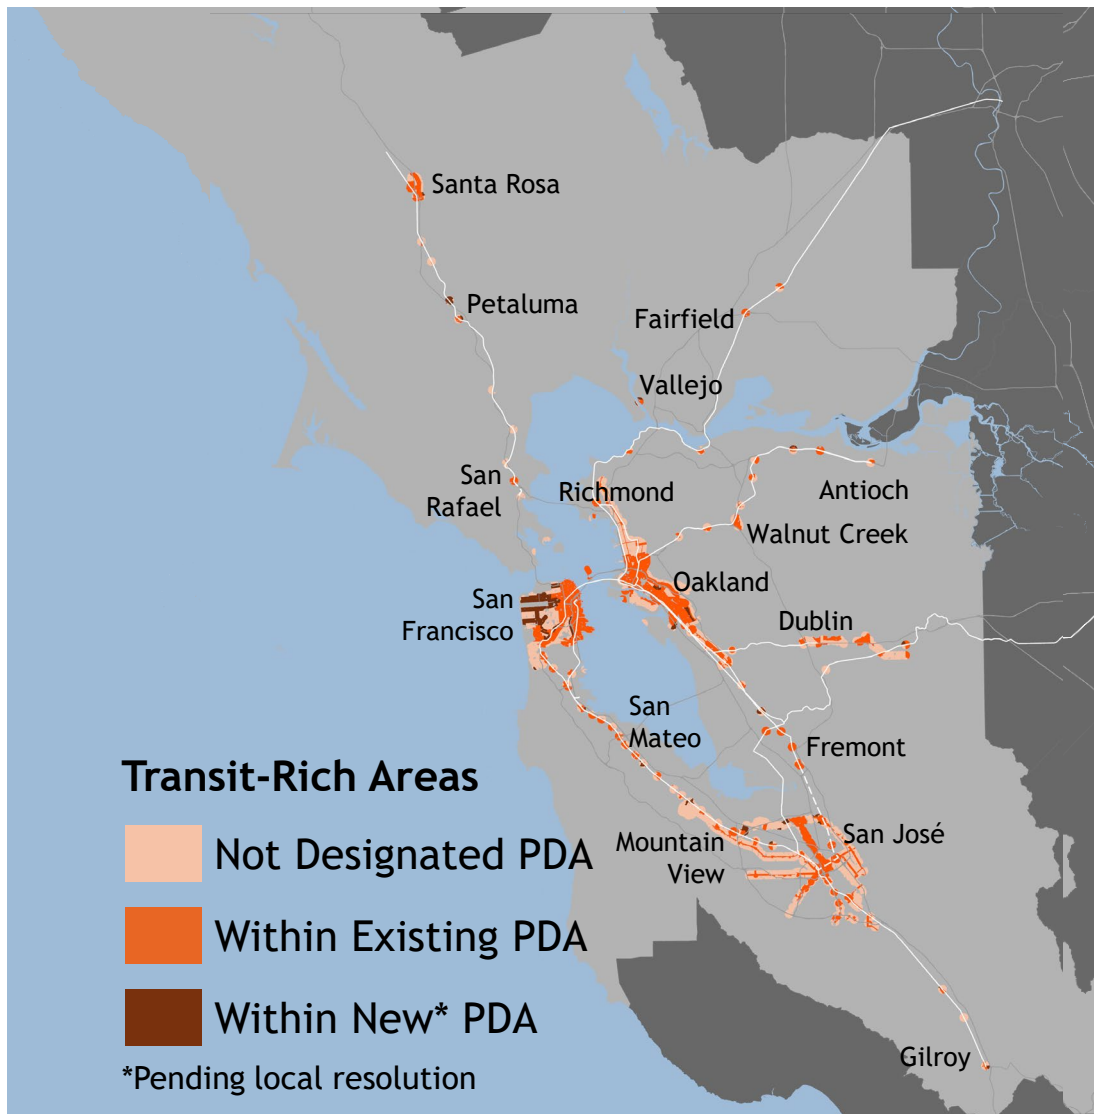 Santa Rosa
Petaluma
Fairfield
Vallejo
San
Rafael
Richmond
Antioch
Walnut Creek
Oakland
San
Francisco
Dublin
San
Mateo
Fremont
Transit-Rich Areas
Not Designated PDA
Within Existing PDA
Within New* PDA
*Pending local resolution
Mountain
View
San José
Gilroy